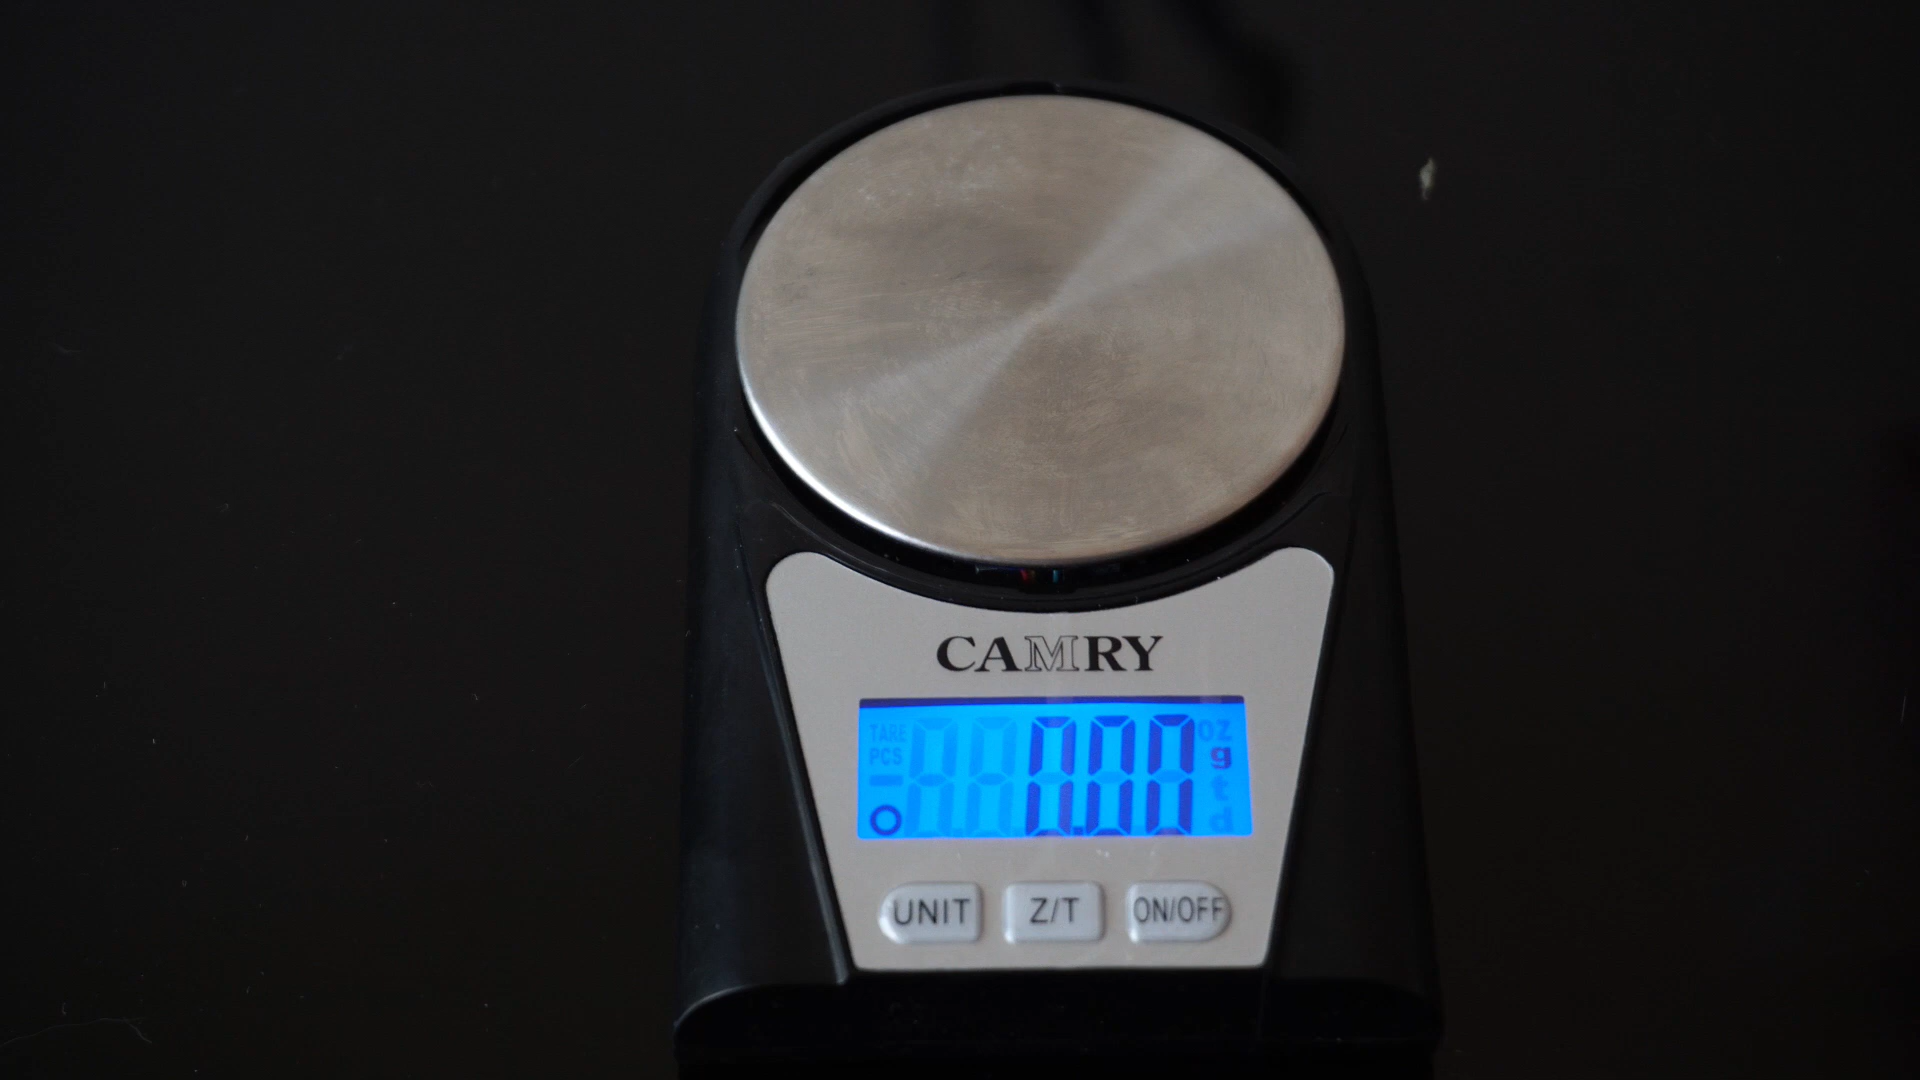 CAMRY
TARE
PCS
0.00
oz
g
t
d
UNIT Z/T ON/OFF